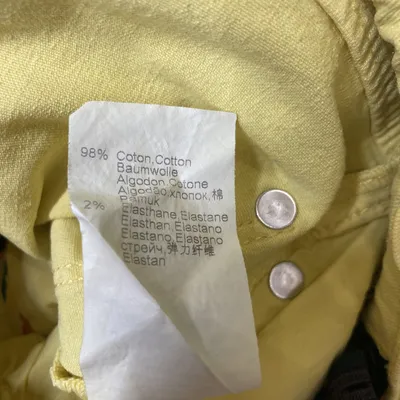 98% Coton,Cotton
Baumwolle
Algodon,Cotone
Algodão,хлопок,棉
Pamuk
2% Elasthane,Elastane
Elasthan,Elastano
Elastano,Elastano
стрейч,弹力纤维
Elastan